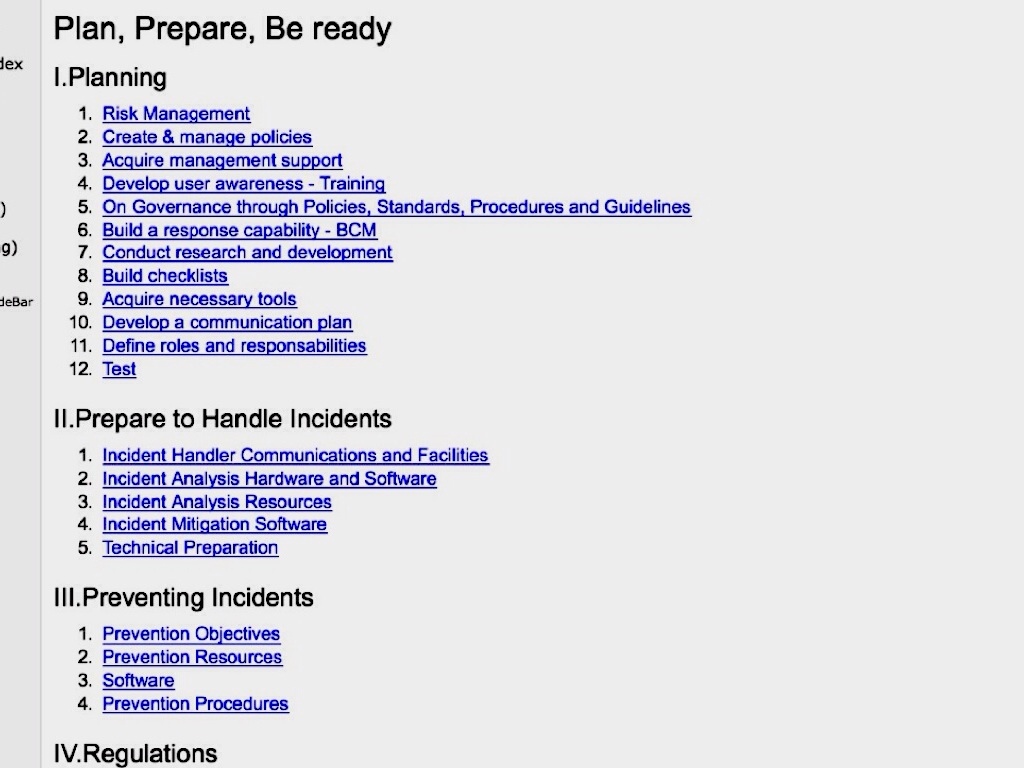 Plan, Prepare, Be ready
I.Planning
1. Risk Management
2. Create & manage policies
3. Acquire management support
4. Develop user awareness - Training
5. On Governance through Policies, Standards, Procedures and Guidelines
6. Build a response capability - BCM
7. Conduct research and development
8. Build checklists
9. Acquire necessary tools
10. Develop a communication plan
11. Define roles and responsabilities
12. Test
II.Prepare to Handle Incidents
1. Incident Handler Communications and Facilities
2. Incident Analysis Hardware and Software
3. Incident Analysis Resources
4. Incident Mitigation Software
5. Technical Preparation
III.Preventing Incidents
1. Prevention Objectives
2. Prevention Resources
3. Software
4. Prevention Procedures
IV.Regulations
dex
)
g)
deBar